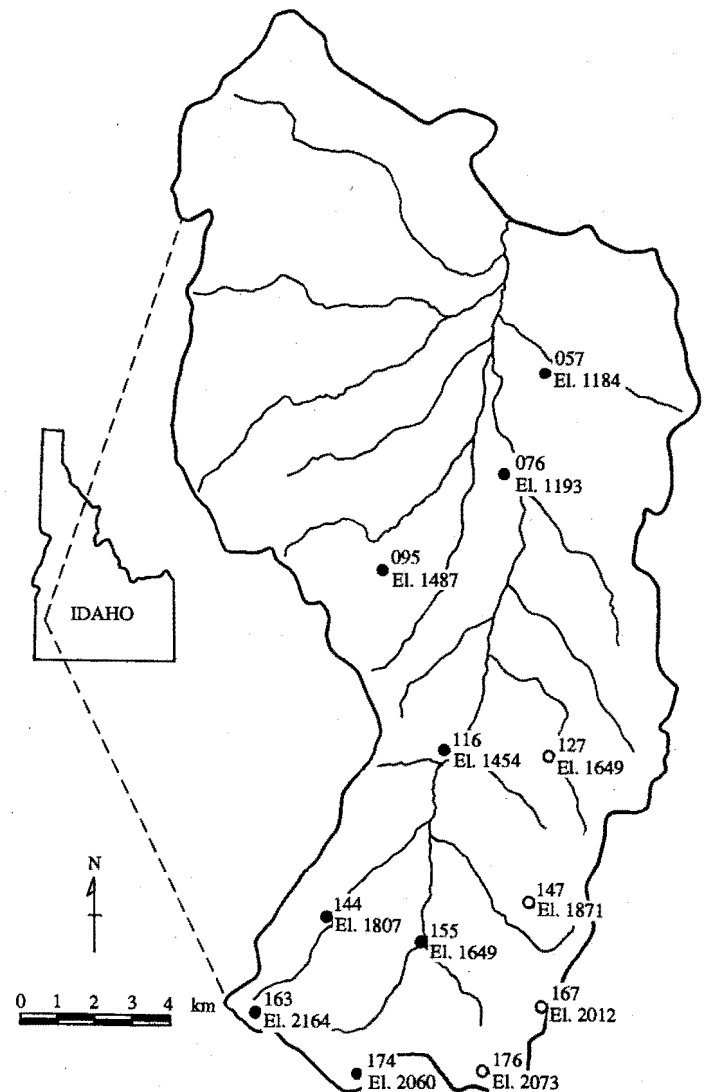 057
El. 1184
076
El. 1193
095
El. 1487
IDAHO
116
El. 1454
127
El. 1649
N
147
El. 1871
144
El. 1807
155
El. 1649
0 1 2 3 4 km
163
El. 2164
167
El. 2012
174
El. 2060
176
El. 2073